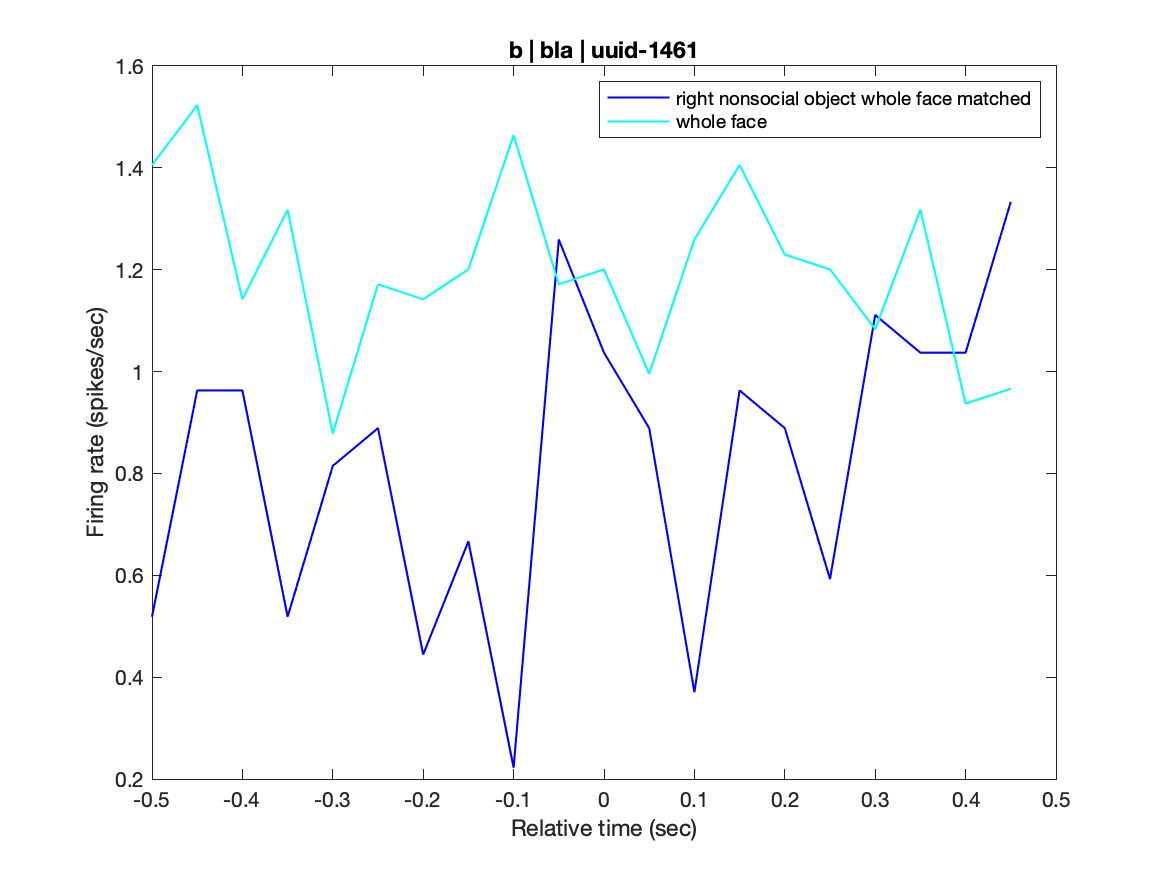 b | bla | uuid-1461
right nonsocial object whole face matched
whole face
1.6
1.4
1.2
1
0.8
0.6
0.4
0.2
Firing rate (spikes/sec)
-0.5 -0.4 -0.3 -0.2 -0.1 0 0.1 0.2 0.3 0.4 0.5
Relative time (sec)